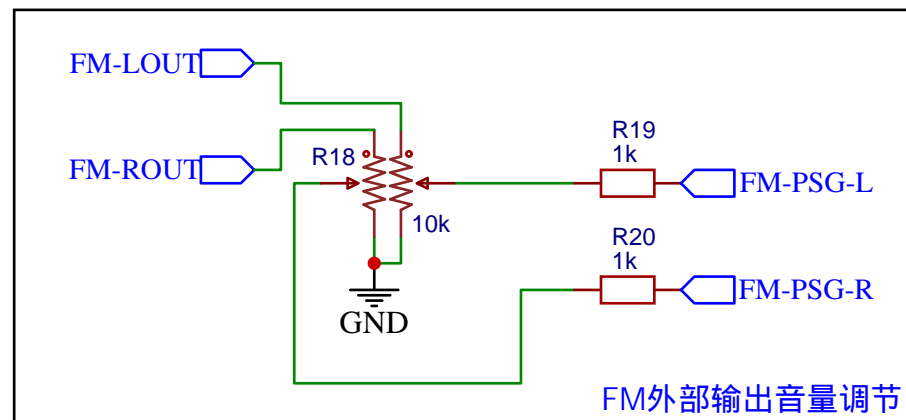 FM-LOUT
R19
1k
FM-ROUT
R18
FM-PSG-L
10k
R20
1k
FM-PSG-R
GND
FM外部输出音量调节